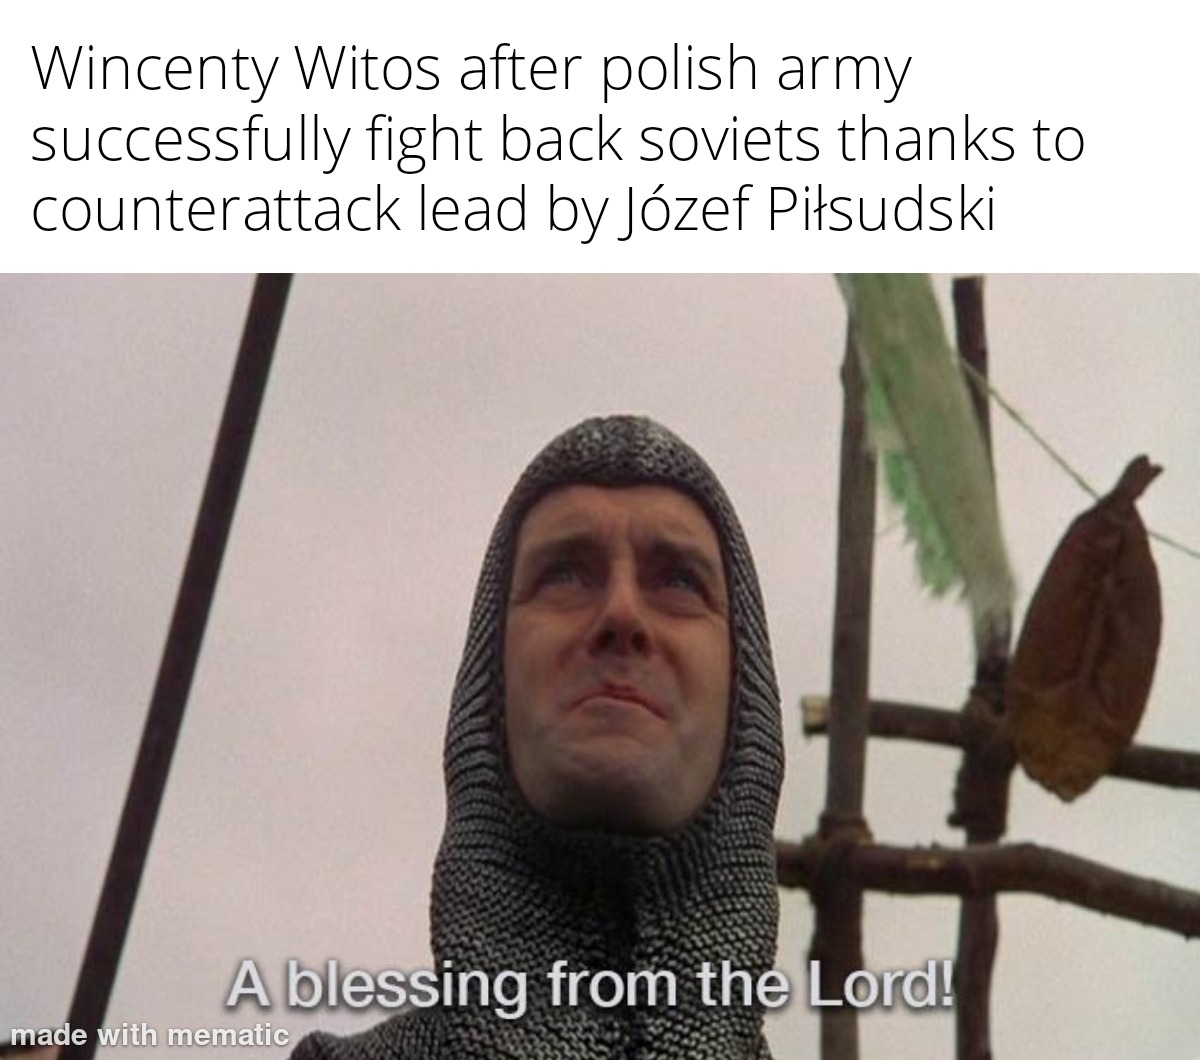 Wincenty Witos after polish army
successfully fight back soviets thanks to
counterattack lead by Józef Piłsudski
A blessing from the Lord!
made with mematic